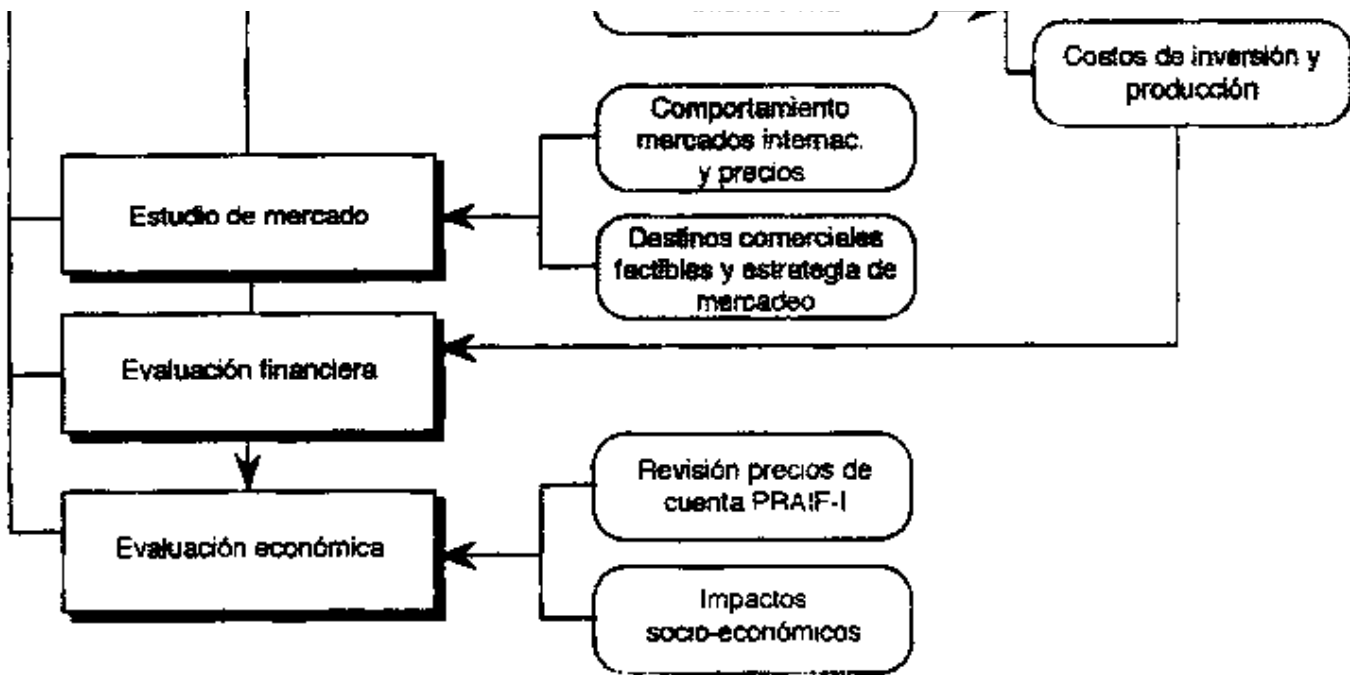 Costos de inversión y
producción
Comportamiento
mercados internac.
y precios
Estudio de mercado
Destinos comerciales
factibles y estrategia de
mercadeo
Evaluación financiera
Revisión precios de
cuenta PRAIF-I
Evaluación económica
Impactos
socio-económicos